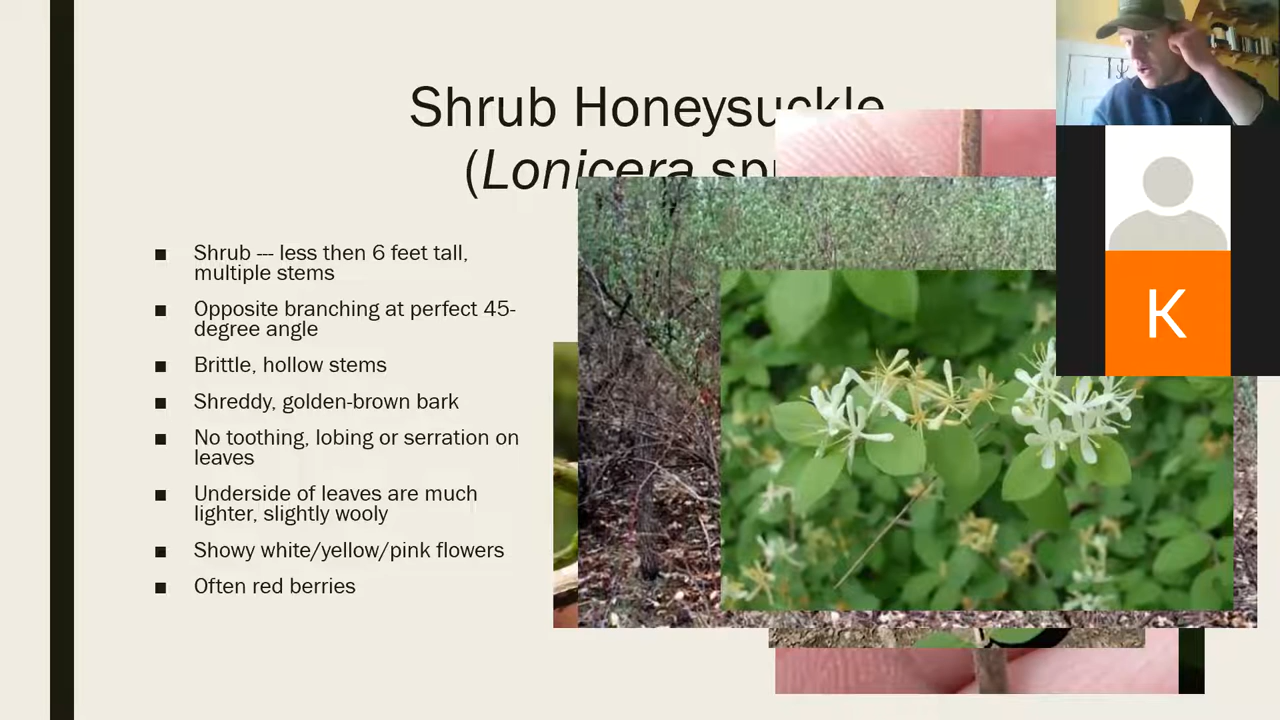 Shrub Honeysuckle
(Lonicera sp
■ Shrub --- less then 6 feet tall,
multiple stems
■ Opposite branching at perfect 45-
degree angle
■ Brittle, hollow stems
■ Shreddy, golden-brown bark
■ No toothing, lobing or serration on
leaves
■ Underside of leaves are much
lighter, slightly wooly
■ Showy white/yellow/pink flowers
■ Often red berries
K